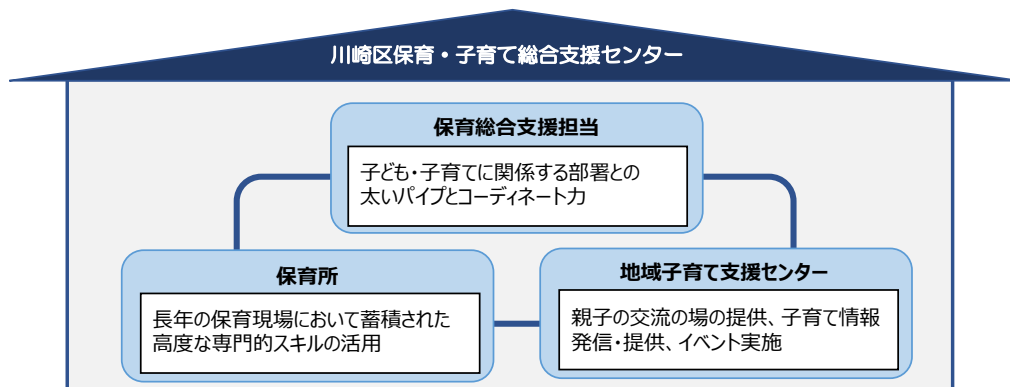 川崎区保育・子育て総合支援センター
保育総合支援担当
子ども・子育てに関係する部署との
太いパイプとコーディネート力
保育所
長年の保育現場において蓄積された
高度な専門的スキルの活用
地域子育て支援センター
親子の交流の場の提供、子育て情報
発信・提供、イベント実施